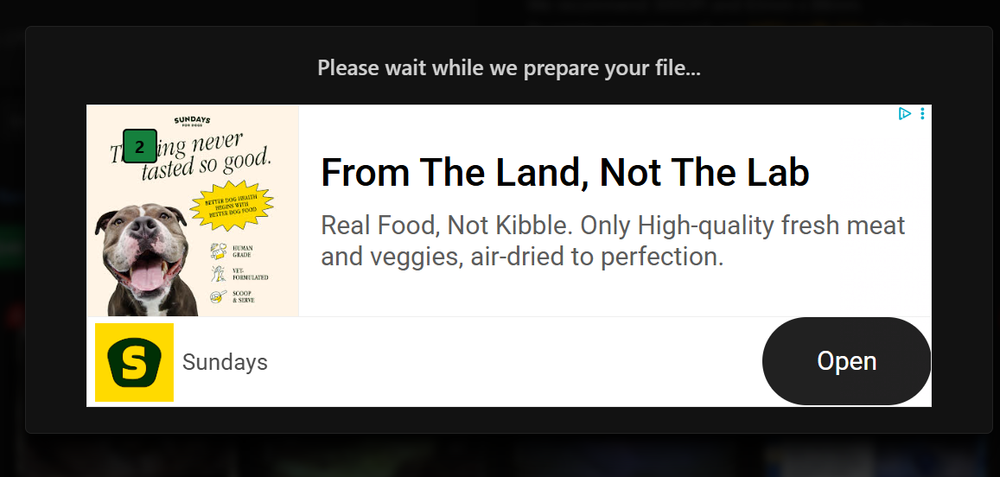 Please wait while we prepare your file...
SUNDAYS
FOR DOGS
2
ing never
tasted so good.
BETTER DOG HEALTH
BEGINS WITH
BETTER DOG FOOD
HUMAN
GRADE
VET-
FORMULATED
SCOOP
& SERVE
From The Land, Not The Lab
Real Food, Not Kibble. Only High-quality fresh meat
and veggies, air-dried to perfection.
S
Sundays
Open